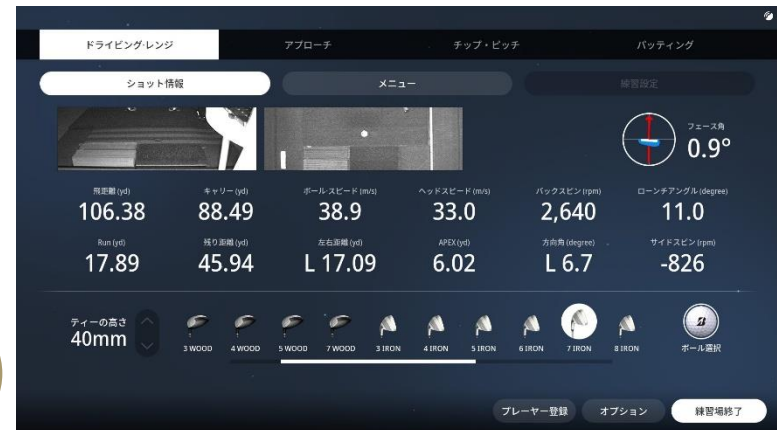 ドライビング·レンジ アプローチ チップ・ピッチ パッティング
ショット情報 メニュー 練習設定
フェース角
0.9°
飛距離 (yd) キャリー (yd) ボール・スピード (m/s) ヘッドスピード (m/s) バックスピン (rpm) ローンチアングル (degree)
106.38 88.49 38.9 33.0 2,640 11.0
Run (yd) 残り距離 (yd) 左右距離 (yd) APEX (yd) 方向角 (degree) サイドスピン (rpm)
17.89 45.94 L 17.09 6.02 L 6.7 -826
ティーの高さ
40mm
3 WOOD 4 WOOD 5 WOOD 7 WOOD 3 IRON 4 IRON 5 IRON 6 IRON 7 IRON 8 IRON ボール選択
プレーヤー登録 オプション 練習場終了